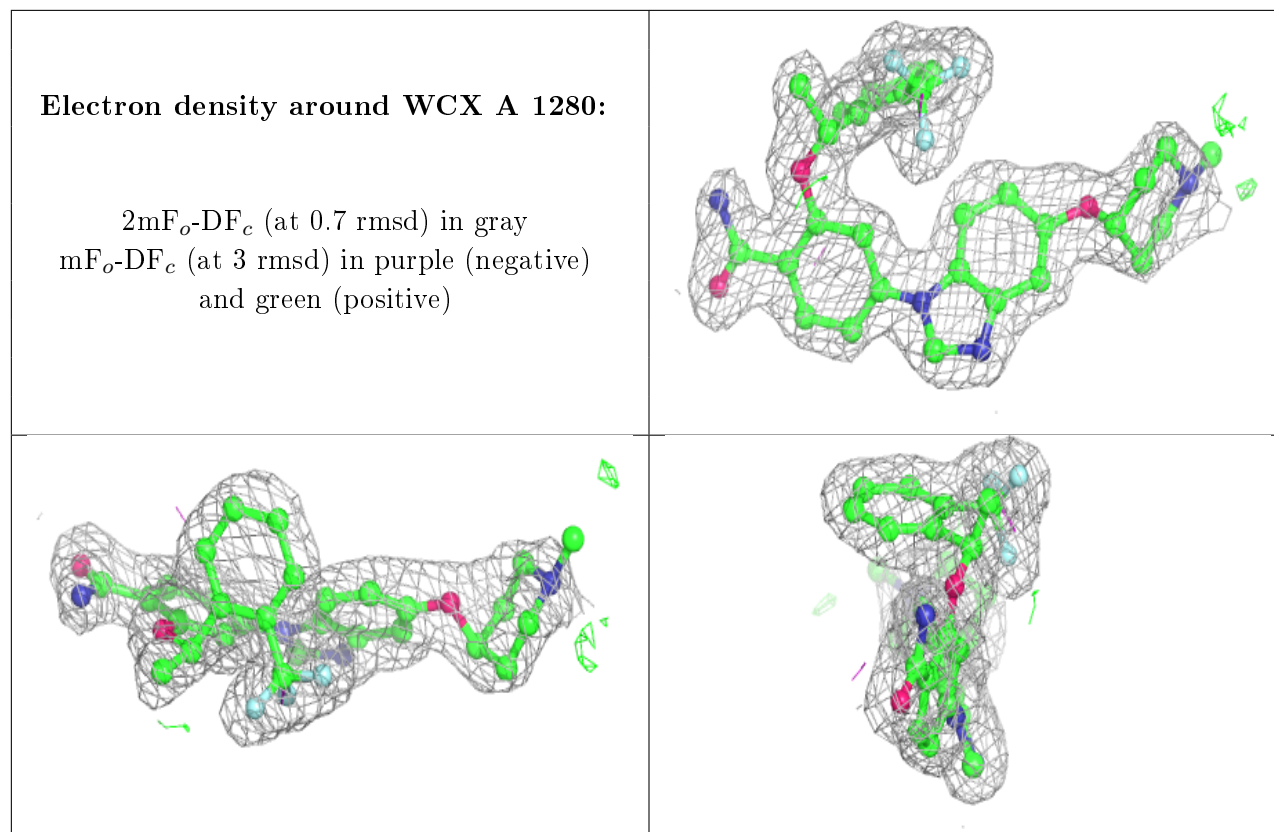 Electron density around WCX A 1280:
2mFo-DFc (at 0.7 rmsd) in gray
mFo-DFc (at 3 rmsd) in purple (negative)
and green (positive)